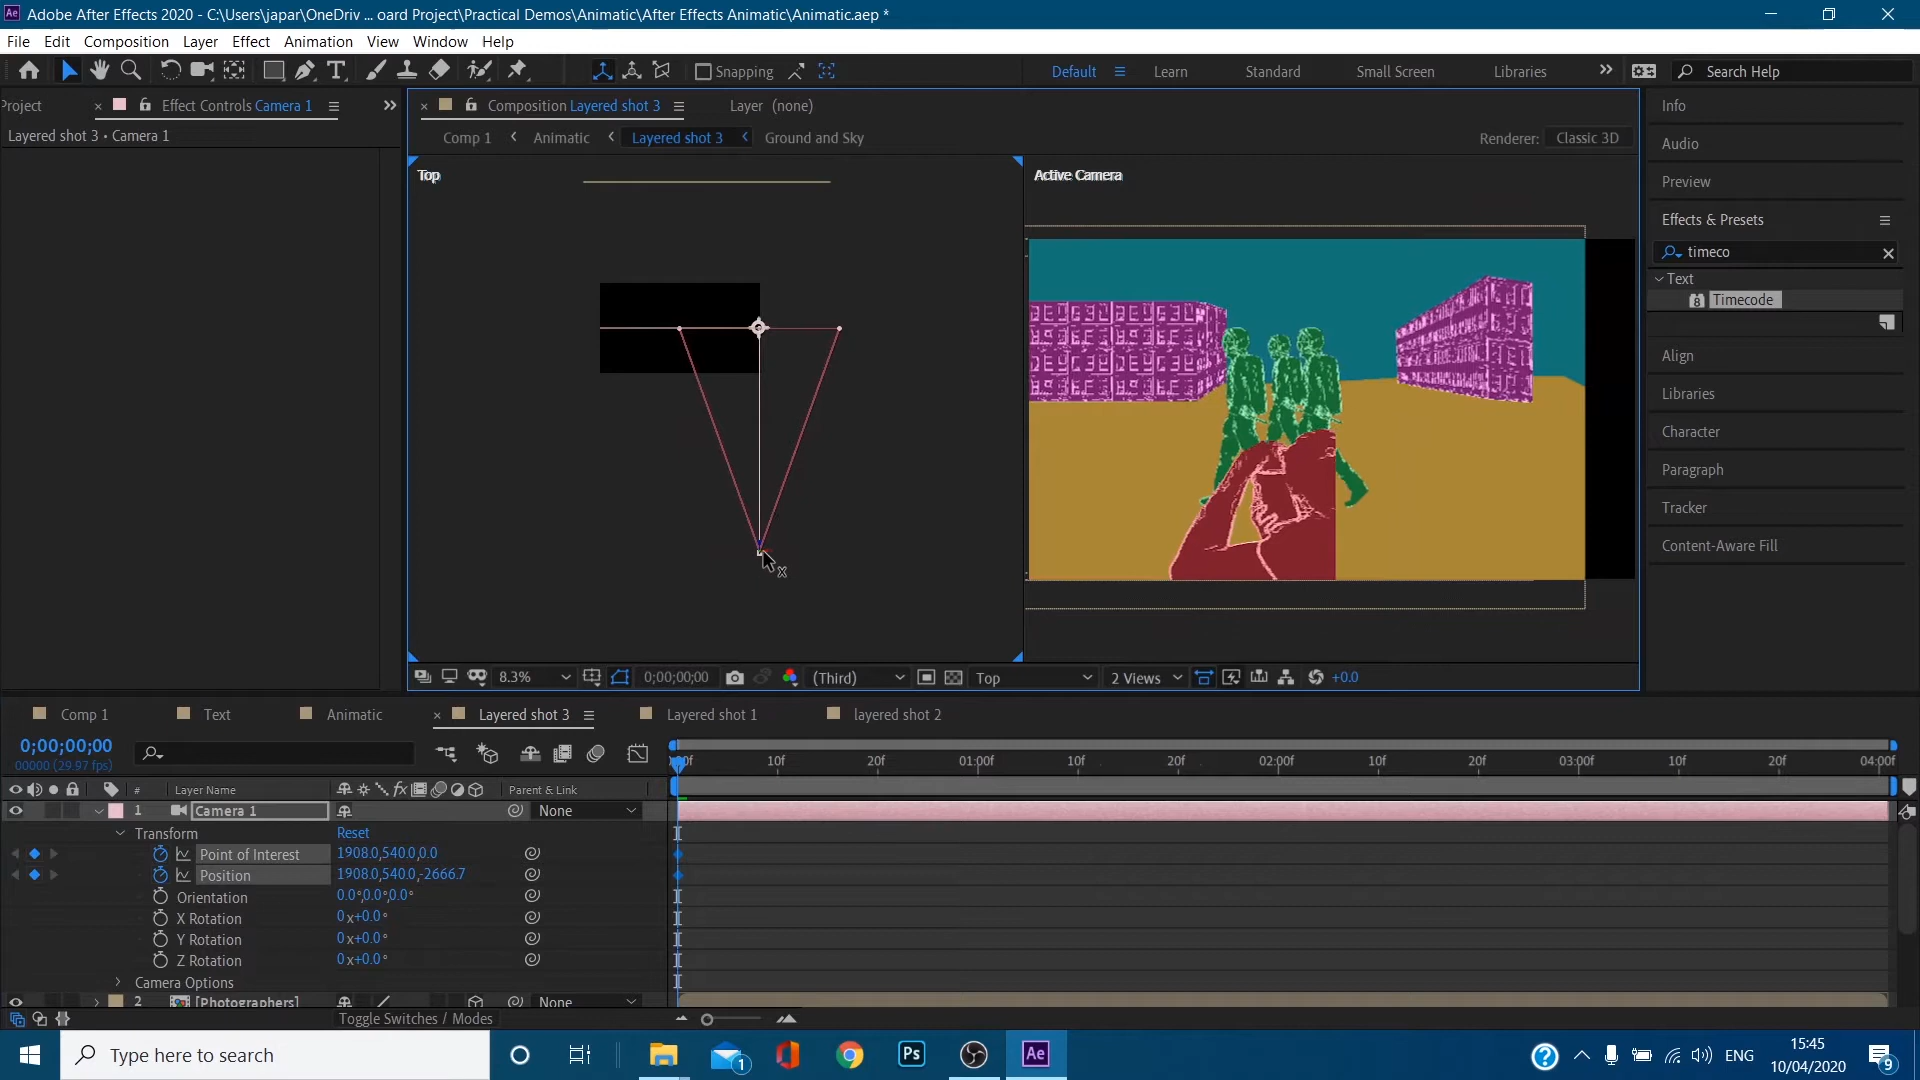 Ae Adobe After Effects 2020 - C:\Users\japar\OneDriv ... oard Project\Practical Demos\Animatic\After Effects Animatic\Animatic.aep *
File Edit Composition Layer Effect Animation View Window Help
Snapping Default Learn Standard Small Screen Libraries Search Help
Project Effect Controls Camera 1
Layered shot 3 • Camera 1
Composition Layered shot 3 Layer (none)
Comp 1 Animatic Layered shot 3 Ground and Sky Renderer: Classic 3D
Top
Active Camera
x
Info
Audio
Preview
Effects & Presets
timeco
Text
8 Timecode
Align
Libraries
Character
Paragraph
Tracker
Content-Aware Fill
8.3% 0;00;00;00 (Third) Top 2 Views +0.0
Comp 1 Text Animatic Layered shot 3 Layered shot 1 layered shot 2
0;00;00;00
00000 (29.97 fps)
10f 20f 01:00f 10f 20f 02:00f 10f 20f 03:00f 10f 20f 04:00f
# Layer Name fx Parent & Link
1 Camera 1 None
Transform Reset
Point of Interest 1908.0,540.0,0.0
Position 1908.0,540.0,-2666.7
Orientation 0.0°,0.0°,0.0°
X Rotation 0x+0.0°
Y Rotation 0x+0.0°
Z Rotation 0x+0.0°
Camera Options
2 [Photographers] None
Toggle Switches / Modes
Type here to search 1 Ps Ae ENG
15:45
10/04/2020
9